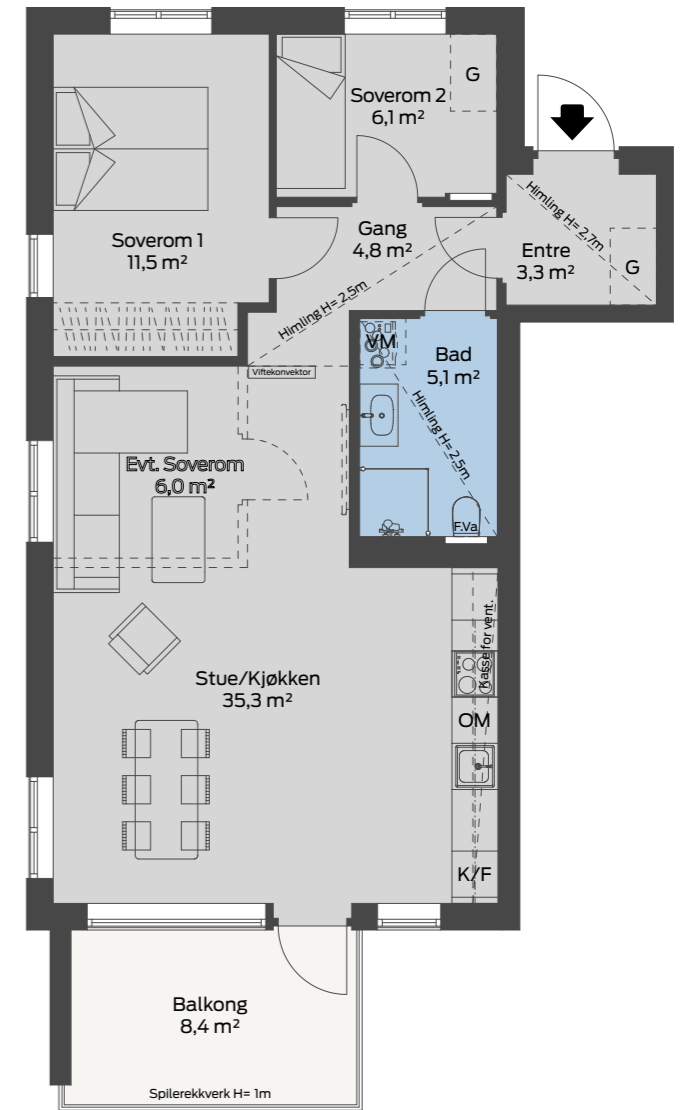 Soverom 2
6,1 m²
G
Soverom 1
11,5 m²
Gang
4,8 m²
Himling H= 2,7m
Entre
3,3 m²
G
Himling H= 2,5m
VM
Bad
5,1 m²
Himling H= 2,5m
F.Va
Viftekonvektor
Evt. Soverom
6,0 m²
Stue/Kjøkken
35,3 m²
Kasse for vent.
OM
K/F
Balkong
8,4 m²
Spilerekkverk H= 1m